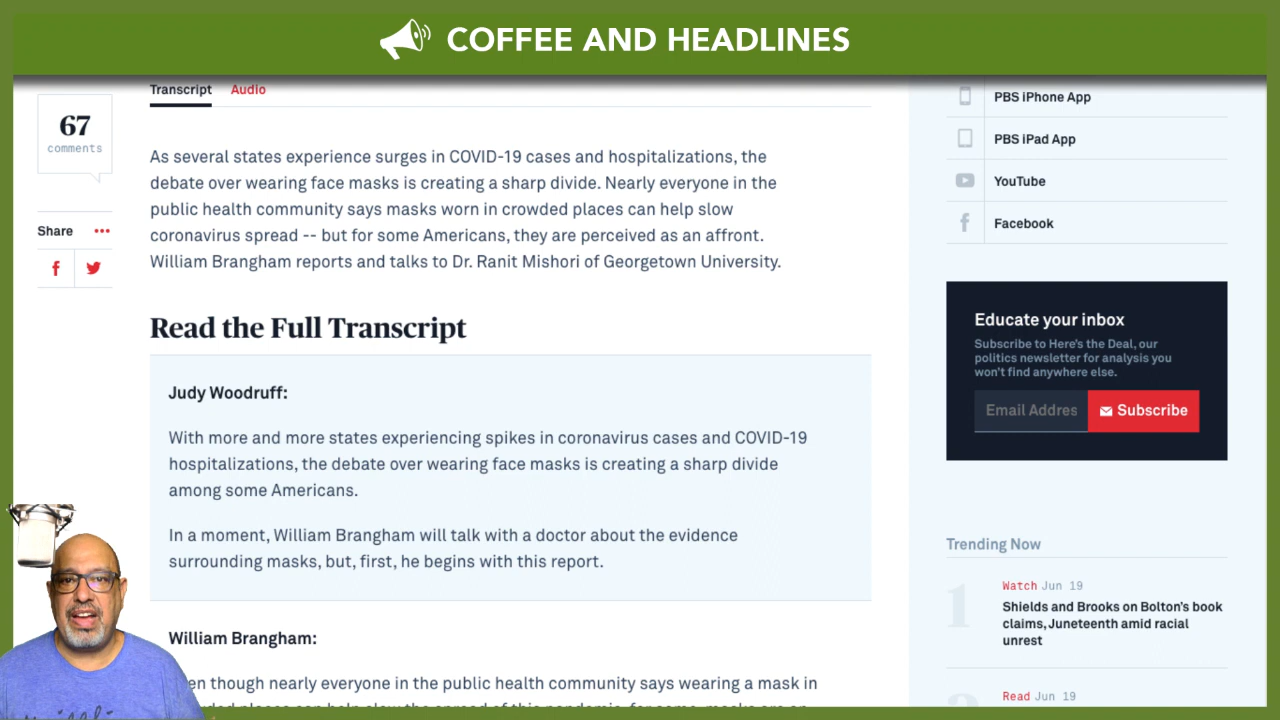 COFFEE AND HEADLINES
Transcript
Audio
67
comments
Share
As several states experience surges in COVID-19 cases and hospitalizations, the
debate over wearing face masks is creating a sharp divide. Nearly everyone in the
public health community says masks worn in crowded places can help slow
coronavirus spread -- but for some Americans, they are perceived as an affront.
William Brangham reports and talks to Dr. Ranit Mishori of Georgetown University.
Read the Full Transcript
Judy Woodruff:
With more and more states experiencing spikes in coronavirus cases and COVID-19
hospitalizations, the debate over wearing face masks is creating a sharp divide
among some Americans.
In a moment, William Brangham will talk with a doctor about the evidence
surrounding masks, but, first, he begins with this report.
William Brangham:
though nearly everyone in the public health community says wearing a mask in
PBS iPhone App
PBS iPad App
YouTube
Facebook
Educate your inbox
Subscribe to Here's the Deal, our
politics newsletter for analysis you
won't find anywhere else.
Email Addres
Subscribe
Trending Now
1
Watch Jun 19
Shields and Brooks on Bolton's book
claims, Juneteenth amid racial
unrest
Read Jun 19